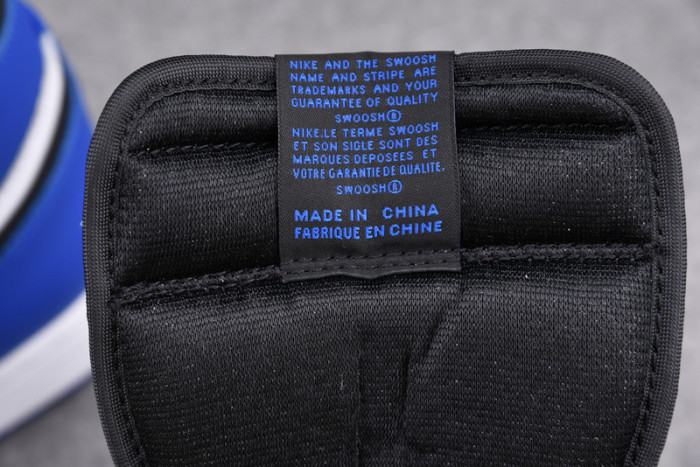 NIKE AND THE SWOOSH
NAME AND STRIPE ARE
TRADEMARKS AND YOUR
GUARANTEE OF QUALITY
SWOOSH®
NIKE.LE TERME SWOOSH
ET SON SIGLE SONT DES
MARQUES DEPOSEES ET
VOTRE GARANTIE DE QUALITE.
SWOOSH®
MADE IN CHINA
FABRIQUE EN CHINE